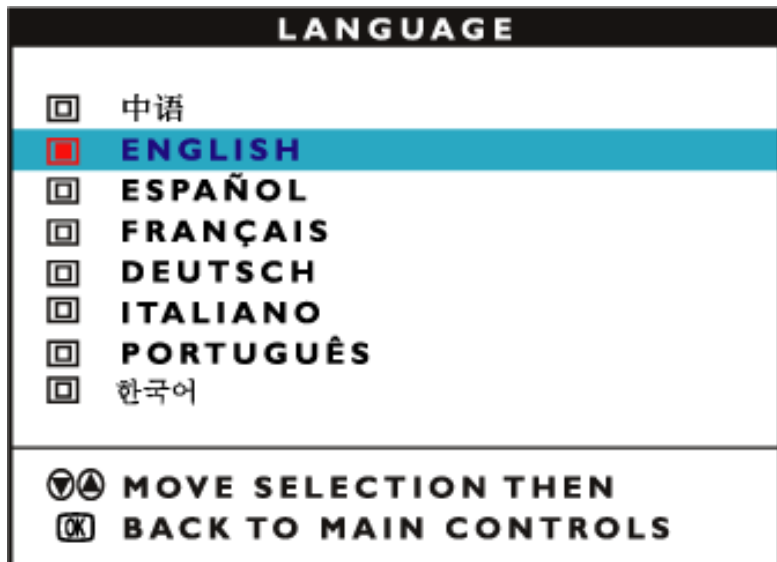 LANGUAGE
中语
ENGLISH
ESPAÑOL
FRANÇAIS
DEUTSCH
ITALIANO
PORTUGUÊS
한국어
MOVE SELECTION THEN
OK BACK TO MAIN CONTROLS